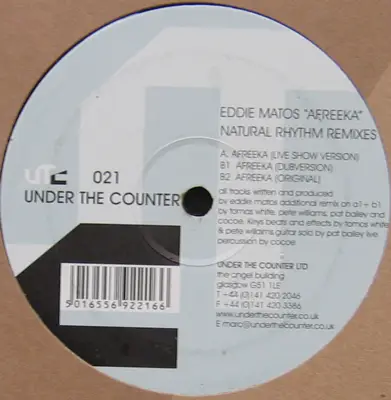 EDDIE MATOS "AFREEKA"
NATURAL RHYTHM REMIXES
A. AFREEKA (LIVE SHOW VERSION)
B1. AFREEKA (DUBVERSION)
B2. AFREEKA (ORIGINAL)
all tracks written and produced
by eddie matos additional remix on a1+ b1
by tomas white, pete williams, pat bailey and
cocoe. Keys beats and effects by tomas white
& pete williams guitar solo by pat bailey live
percussion by cocoe
021
UNDER THE COUNTER
UNDER THE COUNTER LTD
the angel building
glasgow G51 1LE
T +44 (0)141 420 2046
F +44 (0)141 420 3386
www.underthecounter.co.uk
E marc@underthecounter.co.uk
5 016556 922166